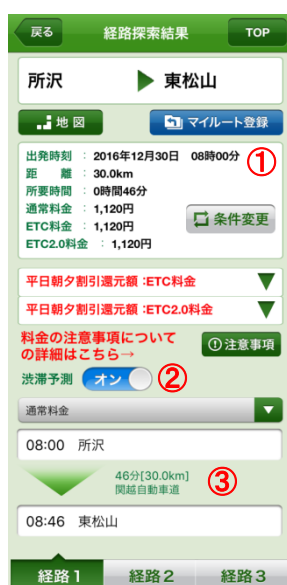 戻る 経路探索結果 TOP
所沢 ▶ 東松山
地図 マイルート登録
出発時刻 : 2016年12月30日 08時00分 ①
距 離 : 30.0km
所要時間 : 0時間46分
通常料金 : 1,120円
ETC料金 : 1,120円 条件変更
ETC2.0料金 : 1,120円
平日朝夕割引還元額 :ETC料金 ▼
平日朝夕割引還元額 :ETC2.0料金 ▼
料金の注意事項について
の詳細はこちら→ 注意事項
渋滞予測 オン ②
通常料金 ▼
08:00 所沢
46分[30.0km]
関越自動車道 ③
08:46 東松山
経路1 経路2 経路3